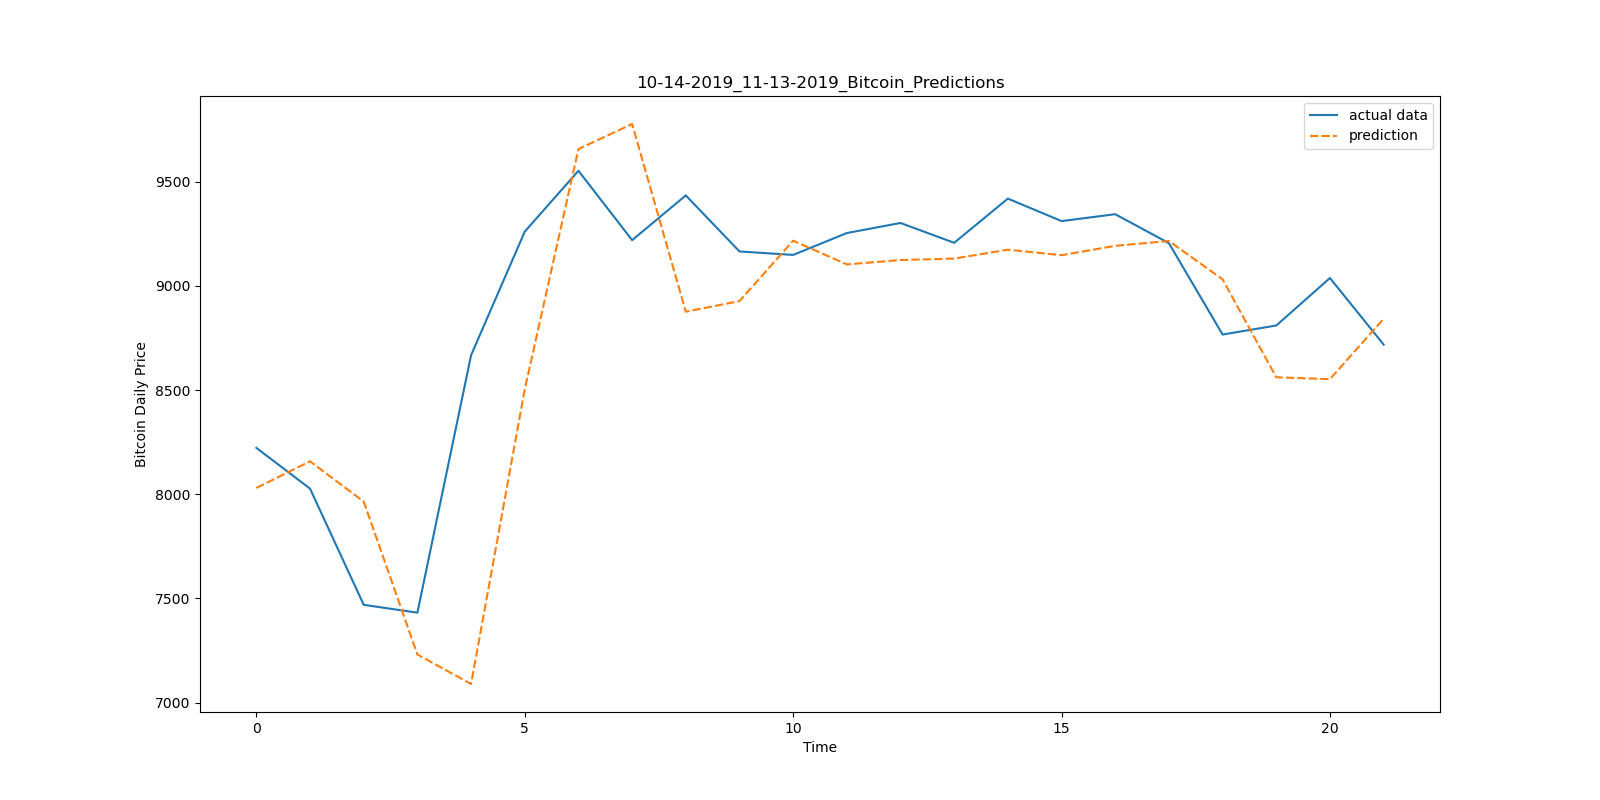 10-14-2019_11-13-2019_Bitcoin_Predictions
actual data
prediction
Bitcoin Daily Price
9500
9000
8500
8000
7500
7000
0 5 10 15 20
Time